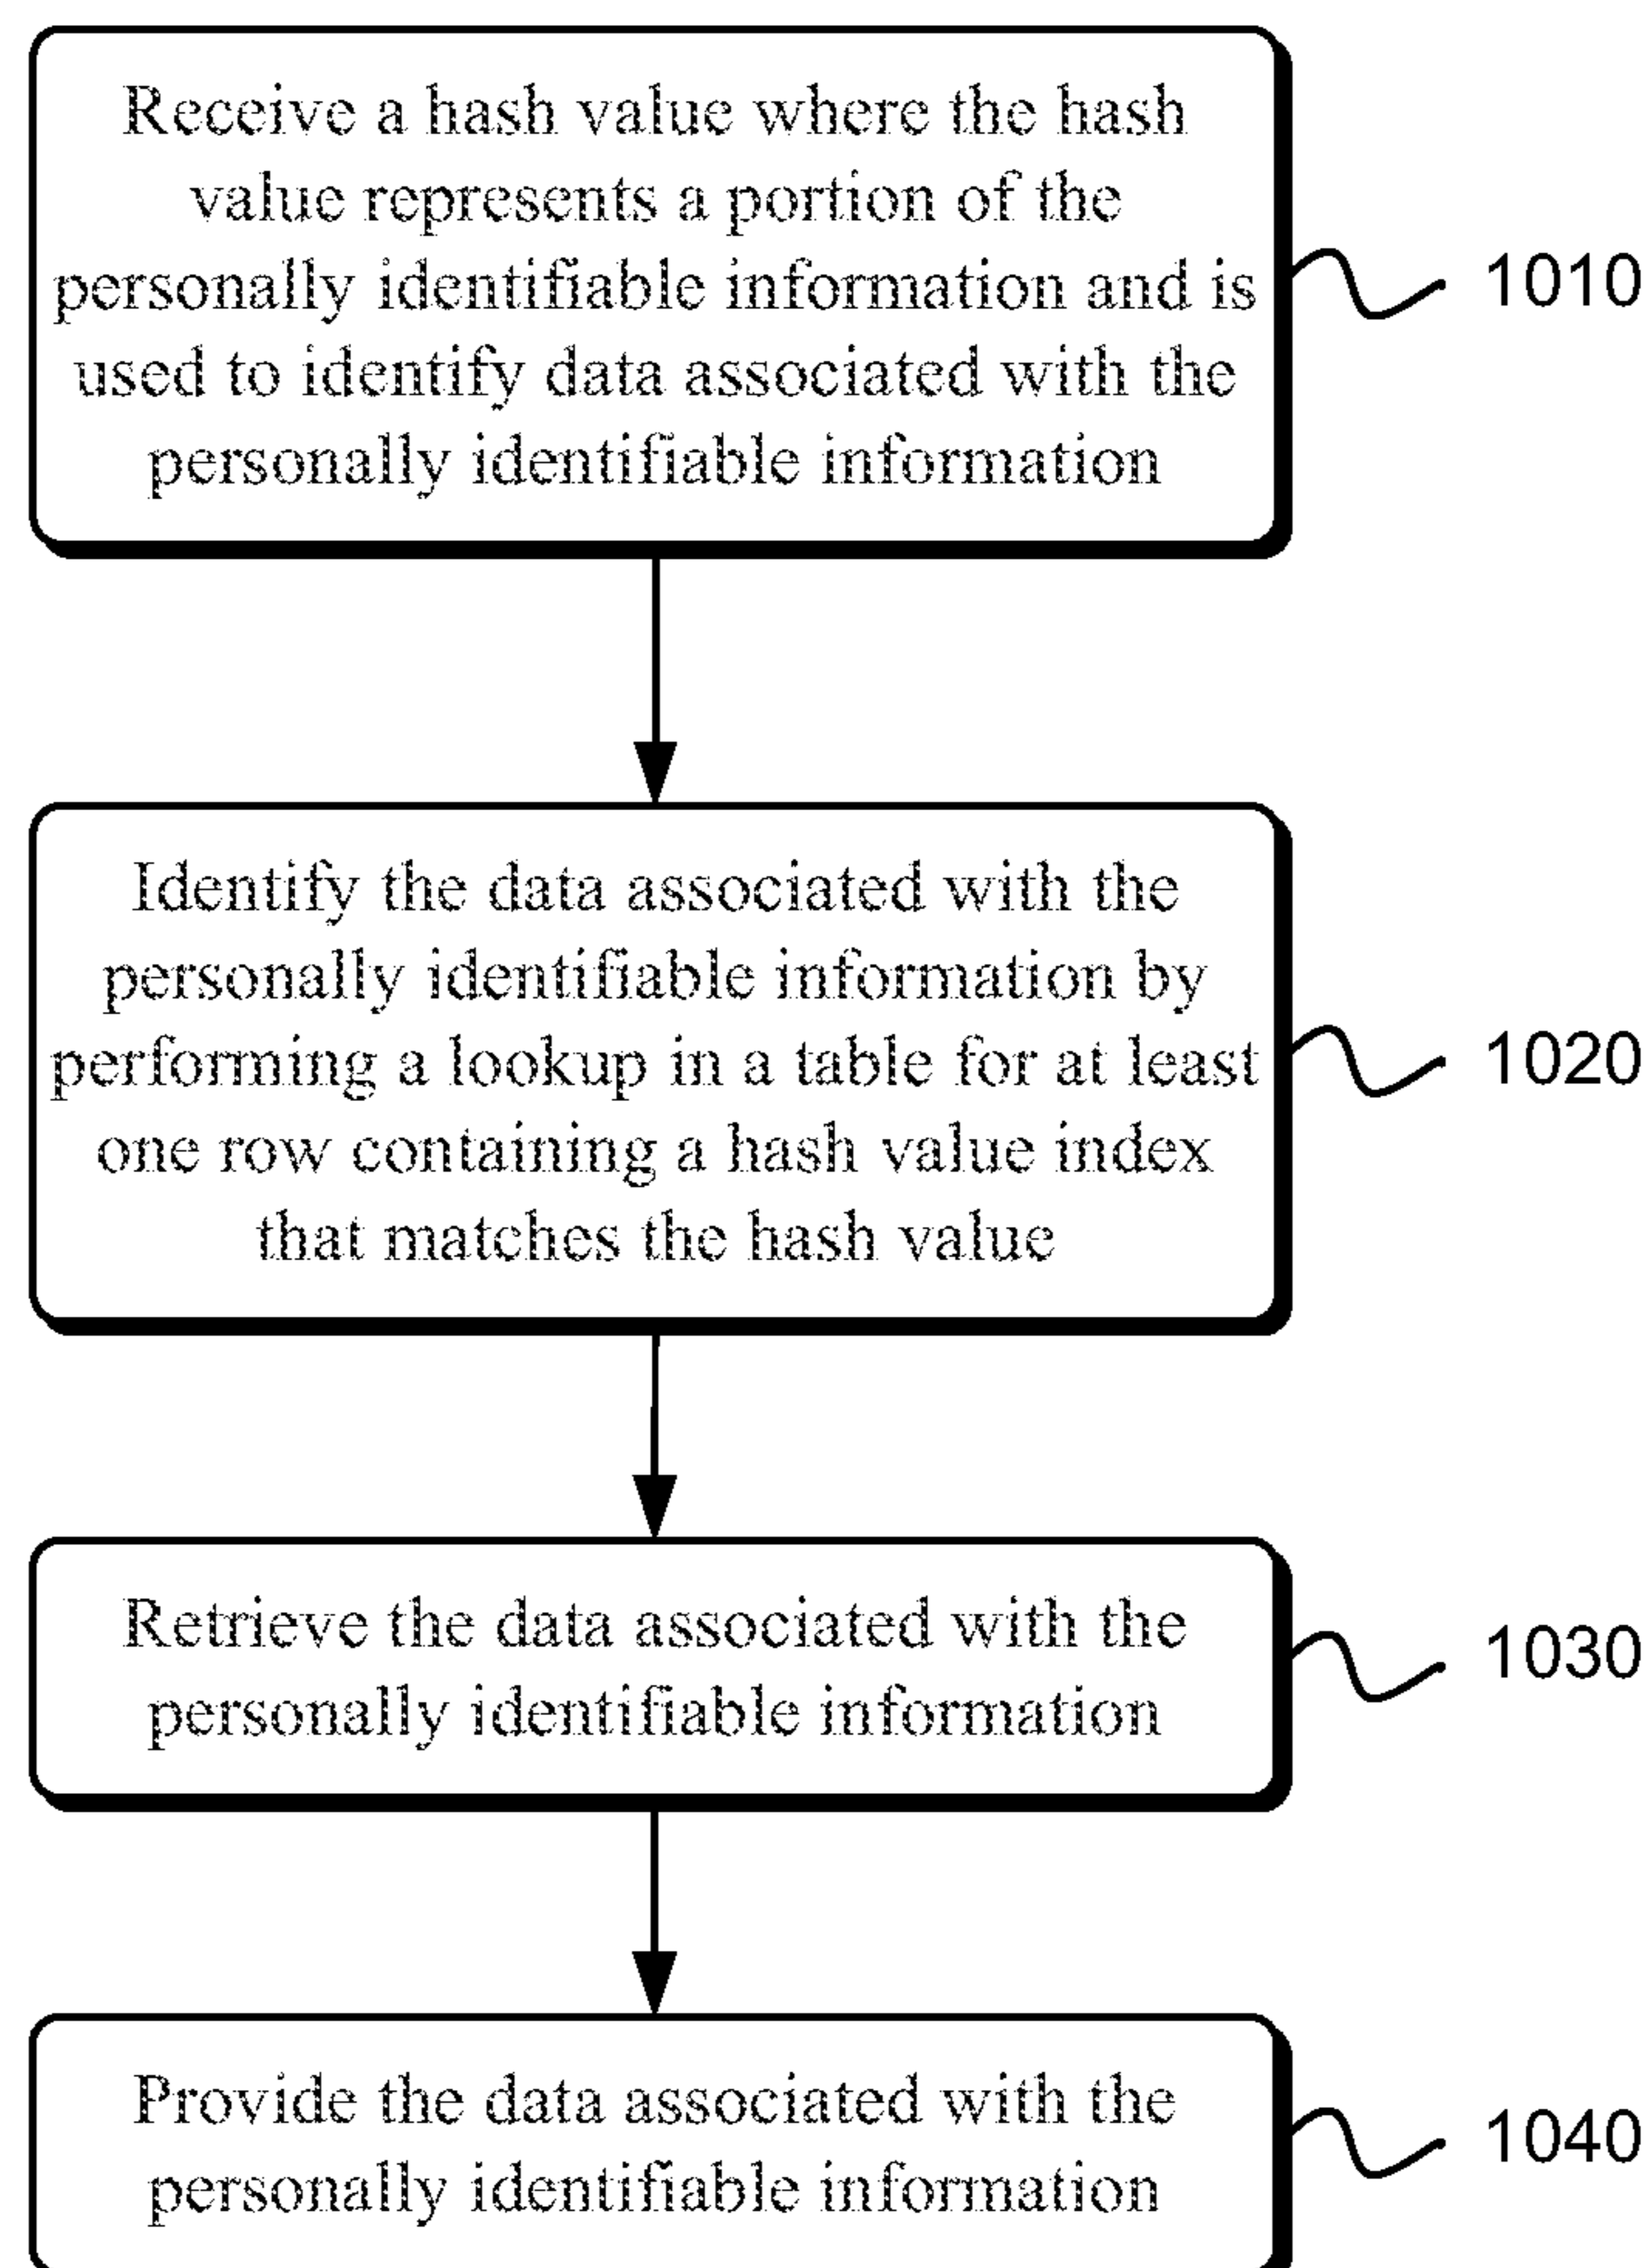 Receive a hash value where the hash
value represents a portion of the
personally identifiable information and is
used to identify data associated with the
personally identifiable information
1010
Identify the data associated with the
personally identifiable information by
performing a lookup in a table for at least
one row containing a hash value index
that matches the hash value
1020
Retrieve the data associated with the
personally identifiable information
1030
Provide the data associated with the
personally identifiable information
1040